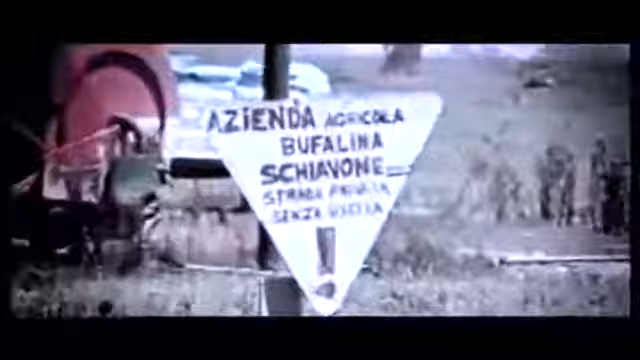 AZIENDA AGRICOLA
BUFALINA
SCHIAVONE
STRADA PRIVATA
SENZA USCITA
!